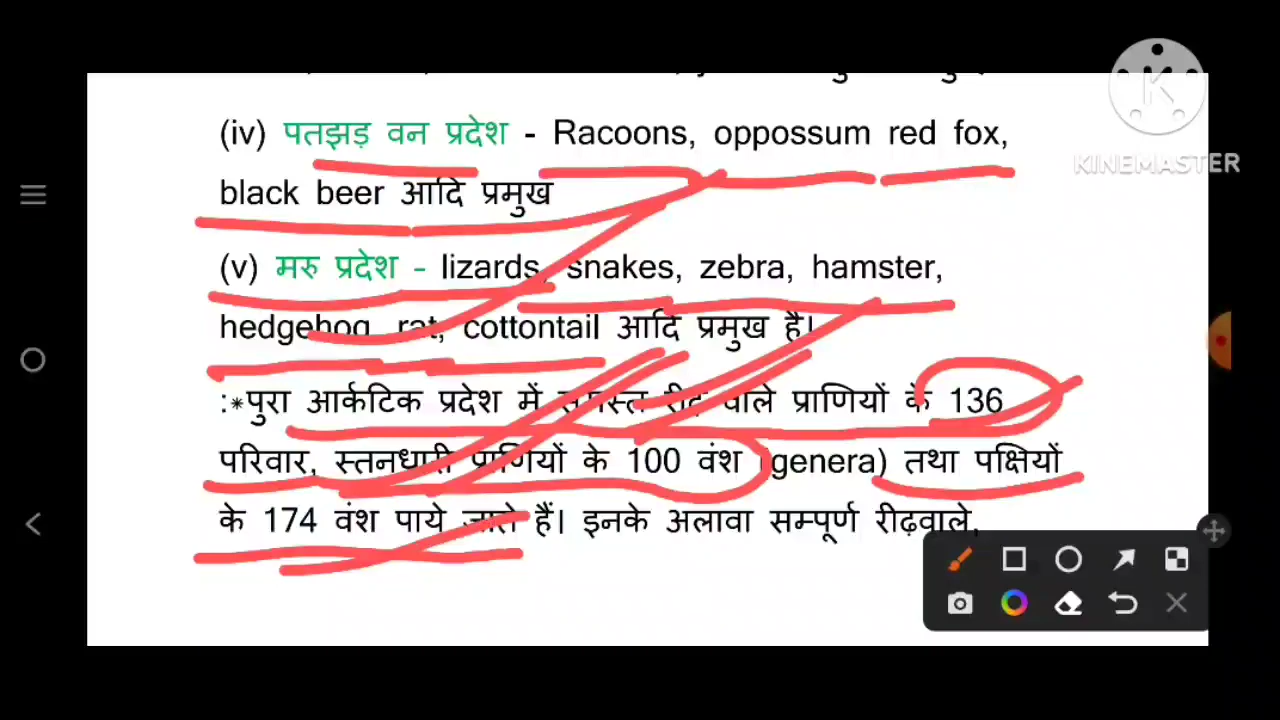 KINEMASTER
(iv) पतझड़ वन प्रदेश - Racoons, oppossum red fox,
black beer आदि प्रमुख
(v) मरु प्रदेश - lizards, snakes, zebra, hamster,
hedgehog, rat, cottontail आदि प्रमुख है।
:*पुरा आर्कटिक प्रदेश में समस्त रीढ़ वाले प्राणियों के 136
परिवार, स्तनधारी प्राणियों के 100 वंश (genera) तथा पक्षियों
के 174 वंश पाये जाते हैं। इनके अलावा सम्पूर्ण रीढ़वाले,